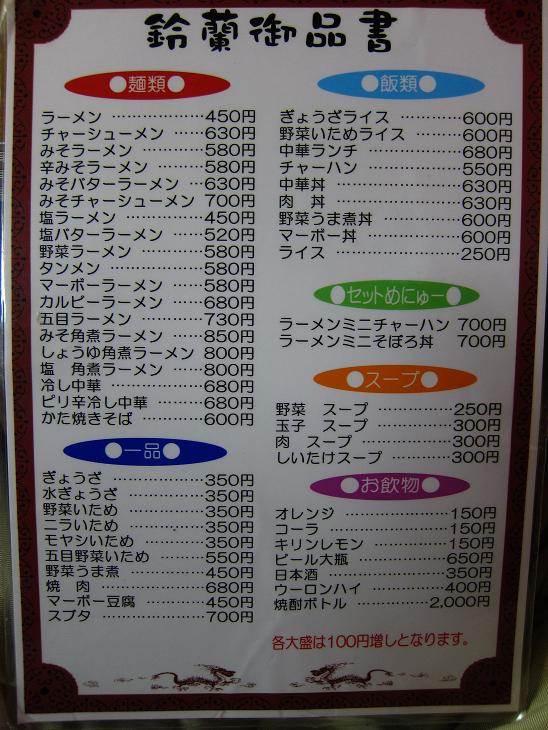 鈴蘭御品書
●麺類●
ラーメン ………………450円
チャーシューメン ……630円
みそラーメン …………580円
辛みそラーメン ………580円
みそバターラーメン …630円
みそチャーシューメン 700円
塩ラーメン ……………450円
塩バターラーメン ……520円
野菜ラーメン …………580円
タンメン ………………580円
マーボーラーメン ……580円
カルビーラーメン ……680円
五目ラーメン …………730円
みそ角煮ラーメン ……850円
しょうゆ角煮ラーメン 800円
塩 角煮ラーメン ……800円
冷し中華 ………………680円
ピリ辛冷し中華 ………680円
かた焼きそば …………600円
●一品●
ぎょうざ ………………350円
水ぎょうざ ……………350円
野菜いため ……………350円
ニラいため ……………350円
モヤシいため …………350円
五目野菜いため ………550円
野菜うま煮 ……………450円
焼 肉 …………………680円
マーボー豆腐 …………450円
スブタ …………………700円
●飯類●
ぎょうざライス ………600円
野菜いためライス ……600円
中華ランチ ……………680円
チャーハン ……………550円
中華丼 …………………630円
肉 丼 …………………630円
野菜うま煮丼 …………600円
マーボー丼 ……………600円
ライス …………………250円
●セットめにゅー●
ラーメンミニチャーハン 700円
ラーメンミニそぼろ丼 700円
●スープ●
野菜 スープ …………250円
玉子 スープ …………300円
肉 スープ ……………300円
しいたけスープ ………300円
●お飲物●
オレンジ ………………150円
コーラ …………………150円
キリンレモン …………150円
ビール大瓶 ……………650円
日本酒 …………………350円
ウーロンハイ …………400円
焼酎ボトル …………2,000円
各大盛は100円増しとなります。